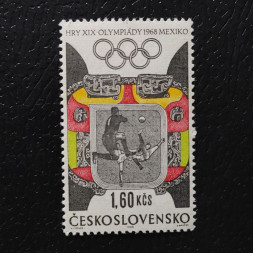 HRY XIX OLYMPIÁDY 1968 MEXIKO
1,60 KČS
ČESKOSLOVENSKO